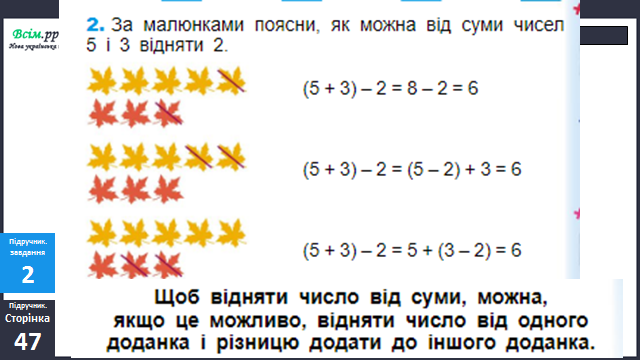 Всім.pp
Нова українська
2. За малюнками поясни, як можна від суми чисел
5 і 3 відняти 2.
(5 + 3) – 2 = 8 – 2 = 6
(5 + 3) – 2 = (5 – 2) + 3 = 6
(5 + 3) – 2 = 5 + (3 – 2) = 6
Підручник.
завдання
2
Підручник.
Сторінка
47
Щоб відняти число від суми, можна,
якщо це можливо, відняти число від одного
доданка і різницю додати до іншого доданка.